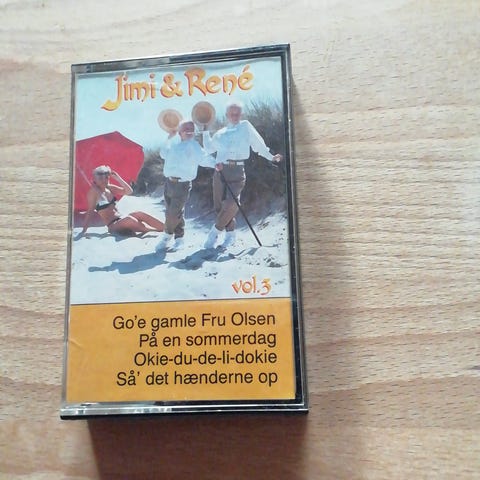 Jimi & René
vol.3
Go'e gamle Fru Olsen
På en sommerdag
Okie-du-de-li-dokie
Så' det hænderne op